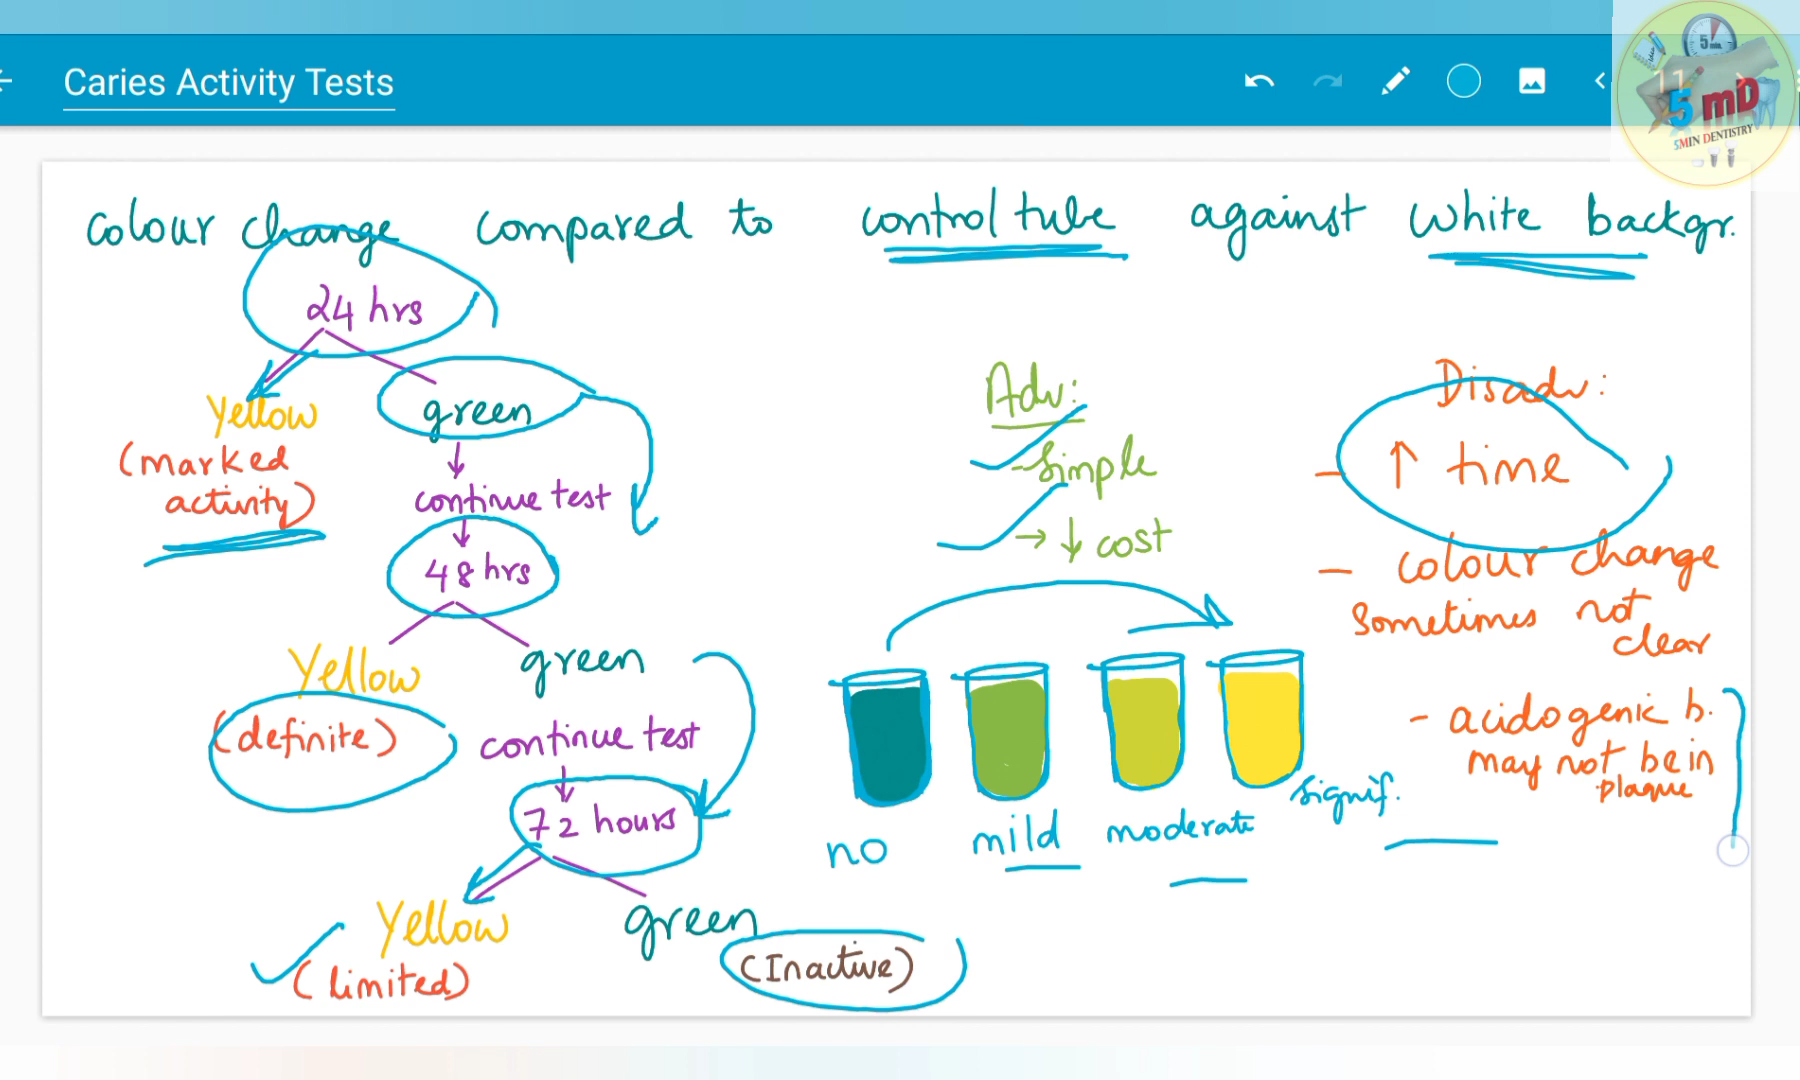 Caries Activity Tests
11
5 min
5 mD
5MIN DENTISTRY
colour change compared to control tube against white backgr.
24 hrs
Yellow green
(marked activity)
continue test
48 hrs
Yellow green
(definite)
continue test
72 hours
Yellow green
(limited)
(Inactive)
Adv:
-Simple
→ ↓ cost
no mild moderate signif.
Disadv:
- ↑ time
- colour change
Sometimes not
clear
- acidogenic b.
may not be in
plaque